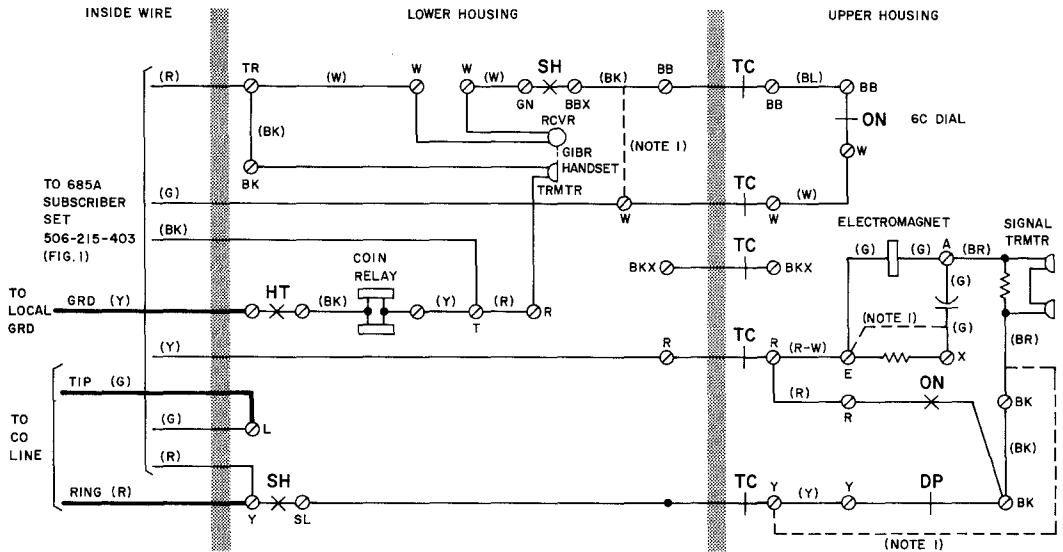 INSIDE WIRE
LOWER HOUSING
UPPER HOUSING
(R)
TR
(W)
W
W
(W)
SH
(BK)
BB
TC
(BL)
BB
GN
BBX
BB
ON
6C DIAL
(BK)
RCVR
GIBR
HANDSET
TRMTR
(NOTE 1)
W
BK
TO 685A
SUBSCRIBER
SET
506-215-403
(FIG. 1)
(G)
W
TC
W
(W)
(BK)
ELECTROMAGNET
SIGNAL
TRMTR
(G)
(G)
A
(BR)
COIN
RELAY
TC
BKX
BKX
(G)
TO
LOCAL
GRD
GRD (Y)
HT
(BK)
(Y)
T
(R)
R
(NOTE 1)
(G)
(BR)
(Y)
R
TC
R
(R-W)
E
X
TIP (G)
(R)
R
ON
BK
TO
CO
LINE
(G)
L
(BK)
(R)
RING (R)
Y
SH
SL
TC
Y
(Y)
Y
DP
BK
(NOTE 1)